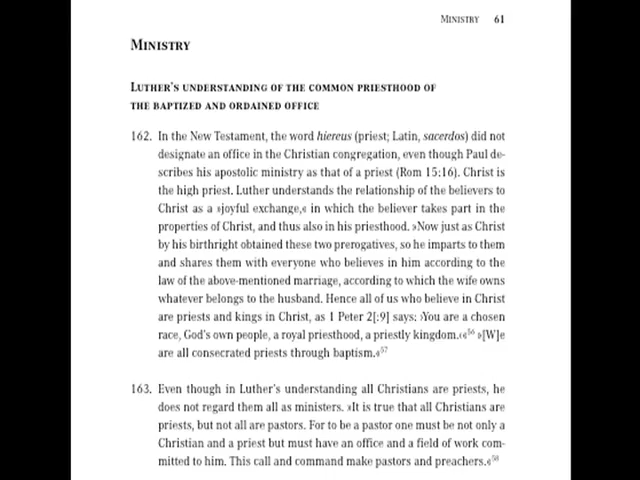 MINISTRY 61
MINISTRY
LUTHER'S UNDERSTANDING OF THE COMMON PRIESTHOOD OF
THE BAPTIZED AND ORDAINED OFFICE
162. In the New Testament, the word hiereus (priest; Latin, sacerdos) did not
designate an office in the Christian congregation, even though Paul de-
scribes his apostolic ministry as that of a priest (Rom 15:16). Christ is
the high priest. Luther understands the relationship of the believers to
Christ as a »joyful exchange,« in which the believer takes part in the
properties of Christ, and thus also in his priesthood. »Now just as Christ
by his birthright obtained these two prerogatives, so he imparts to them
and shares them with everyone who believes in him according to the
law of the above-mentioned marriage, according to which the wife owns
whatever belongs to the husband. Hence all of us who believe in Christ
are priests and kings in Christ, as 1 Peter 2[:9] says: ›You are a chosen
race, God's own people, a royal priesthood, a priestly kingdom.‹«56 »[W]e
are all consecrated priests through baptism.«57
163. Even though in Luther's understanding all Christians are priests, he
does not regard them all as ministers. »It is true that all Christians are
priests, but not all are pastors. For to be a pastor one must be not only a
Christian and a priest but must have an office and a field of work com-
mitted to him. This call and command make pastors and preachers.«58